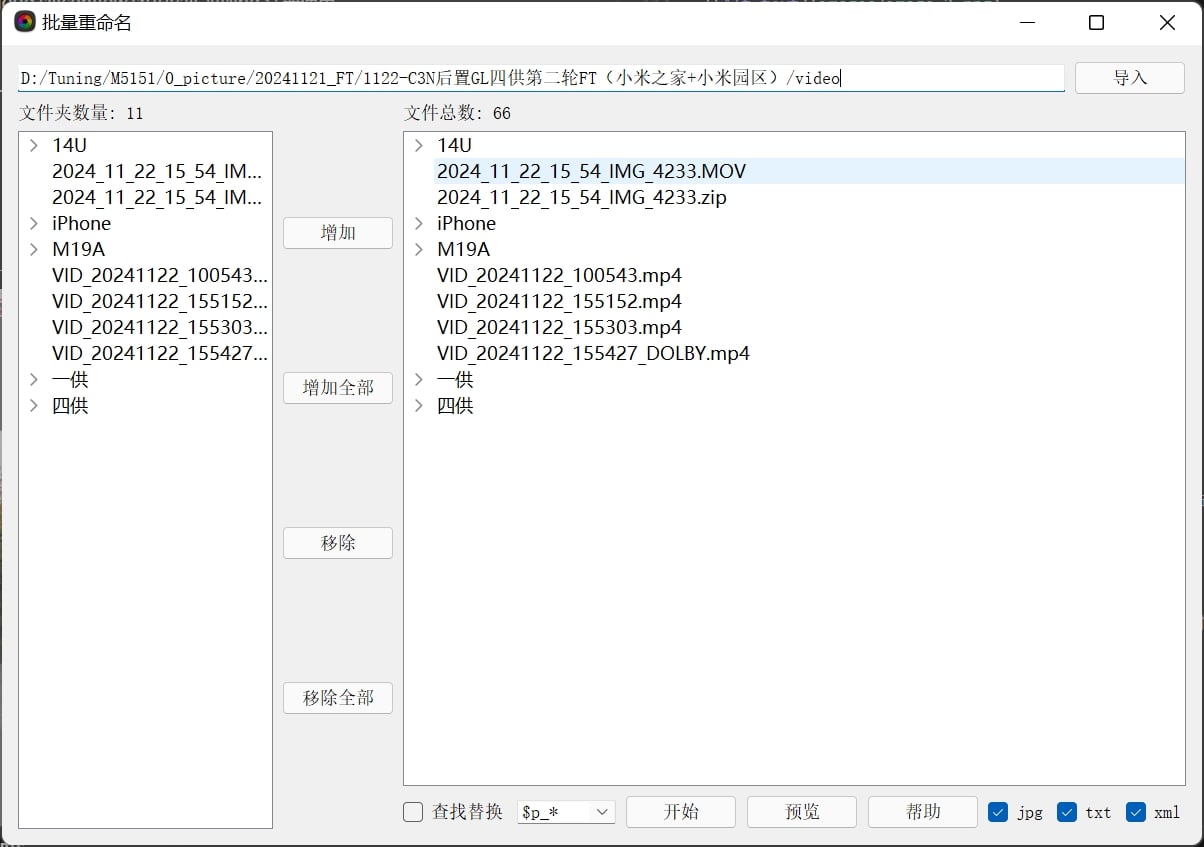 批量重命名
D:/Tuning/M5151/0_picture/20241121_FT/1122-C3N后置GL四供第二轮FT（小米之家+小米园区）/video
导入
文件夹数量: 11
文件总数: 66
14U
2024_11_22_15_54_IM...
2024_11_22_15_54_IM...
iPhone
M19A
VID_20241122_100543...
VID_20241122_155152...
VID_20241122_155303...
VID_20241122_155427...
一供
四供
增加
增加全部
移除
移除全部
14U
2024_11_22_15_54_IMG_4233.MOV
2024_11_22_15_54_IMG_4233.zip
iPhone
M19A
VID_20241122_100543.mp4
VID_20241122_155152.mp4
VID_20241122_155303.mp4
VID_20241122_155427_DOLBY.mp4
一供
四供
查找替换
$p_*
开始
预览
帮助
jpg
txt
xml